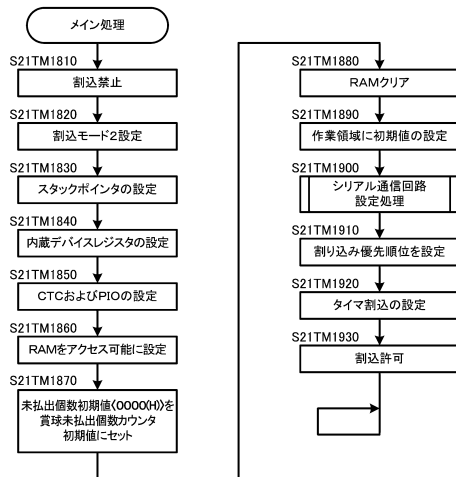 メイン処理
S21TM1810
割込禁止
S21TM1820
割込モード2設定
S21TM1830
スタックポインタの設定
S21TM1840
内蔵デバイスレジスタの設定
S21TM1850
CTCおよびPIOの設定
S21TM1860
RAMをアクセス可能に設定
S21TM1870
未払出個数初期値〈0000(H)〉を
賞球未払出個数カウンタ
初期値にセット
S21TM1880
RAMクリア
S21TM1890
作業領域に初期値の設定
S21TM1900
シリアル通信回路
設定処理
S21TM1910
割り込み優先順位を設定
S21TM1920
タイマ割込の設定
S21TM1930
割込許可